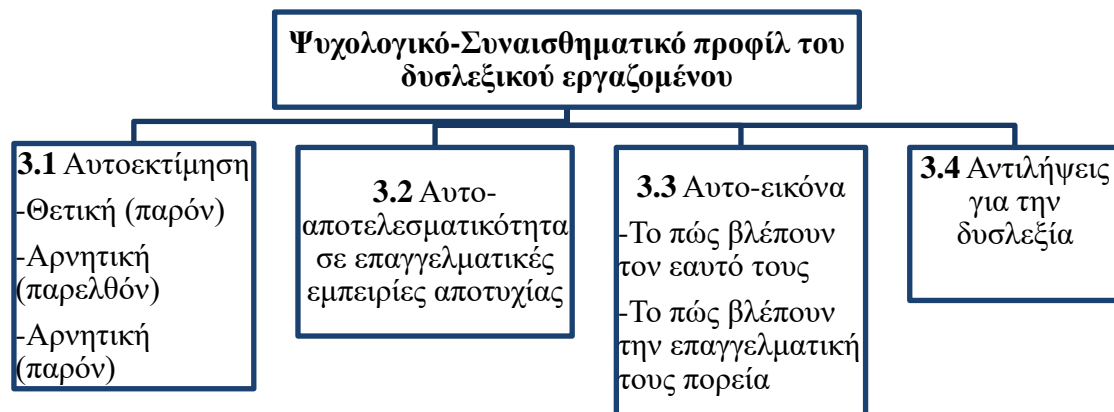 Ψυχολογικό-Συναισθηματικό προφίλ του
δυσλεξικού εργαζομένου
3.1 Αυτοεκτίμηση
-Θετική (παρόν)
-Αρνητική
(παρελθόν)
-Αρνητική
(παρόν)
3.2 Αυτο-
αποτελεσματικότητα
σε επαγγελματικές
εμπειρίες αποτυχίας
3.3 Αυτο-εικόνα
-Το πώς βλέπουν
τον εαυτό τους
-Το πώς βλέπουν
την επαγγελματική
τους πορεία
3.4 Αντιλήψεις
για την
δυσλεξία